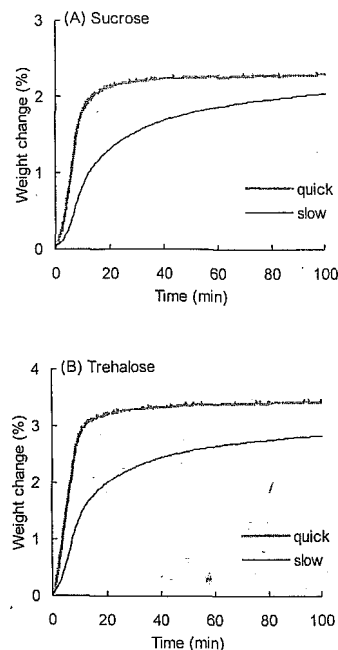 (A) Sucrose
3
2
1
0
Weight change (%)
quick
slow
0 20 40 60 80 100
Time (min)
(B) Trehalose
4
3
2
1
0
Weight change (%)
quick
slow
0 20 40 60 80 100
Time (min)